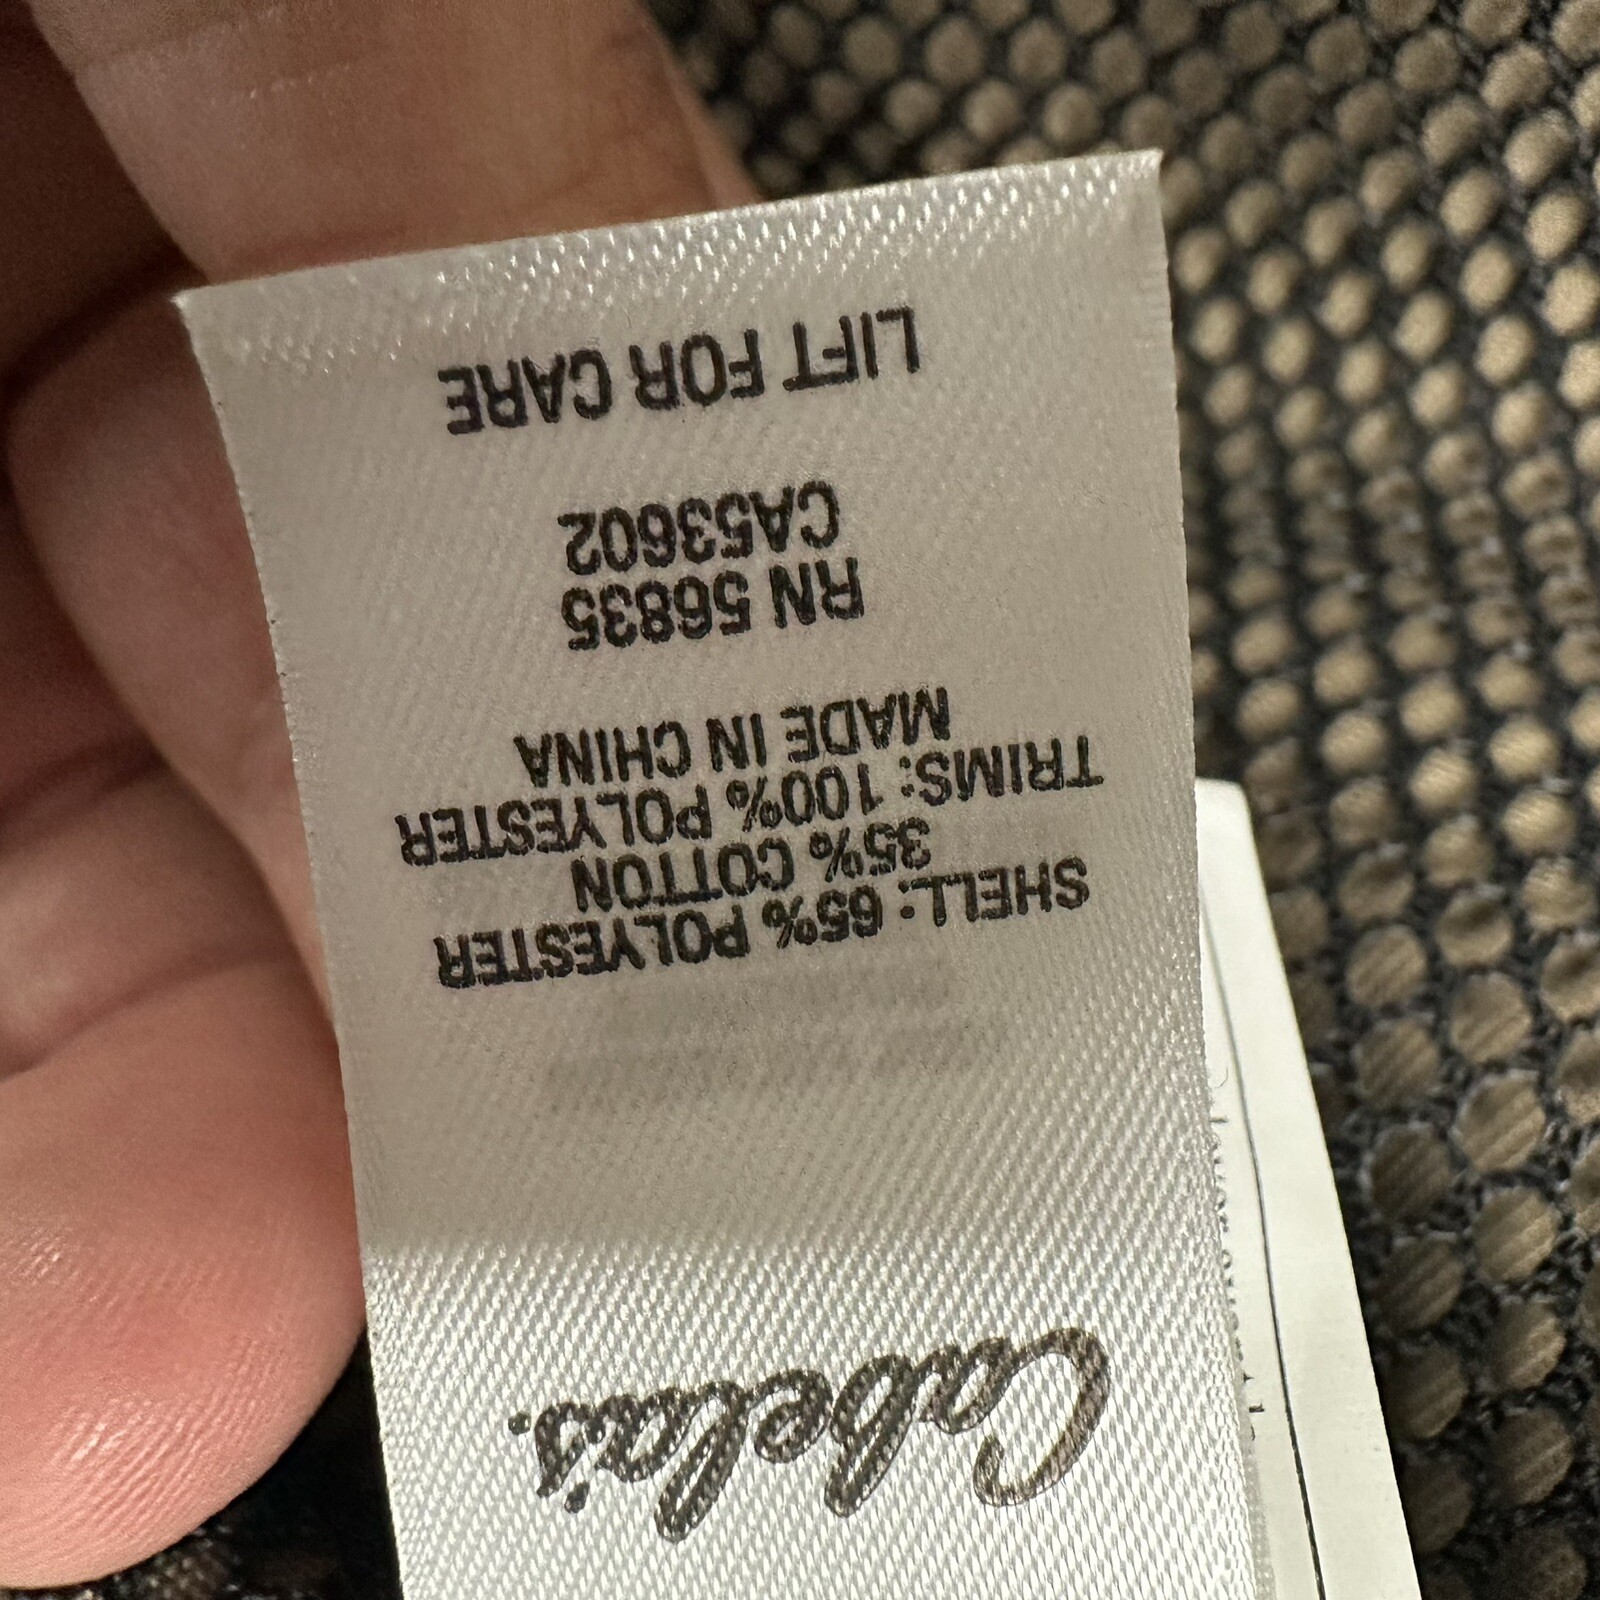 Cabela's.
SHELL: 65% POLYESTER
35% COTTON
TRIMS: 100% POLYESTER
MADE IN CHINA
RN 56835
CA53602
LIFT FOR CARE